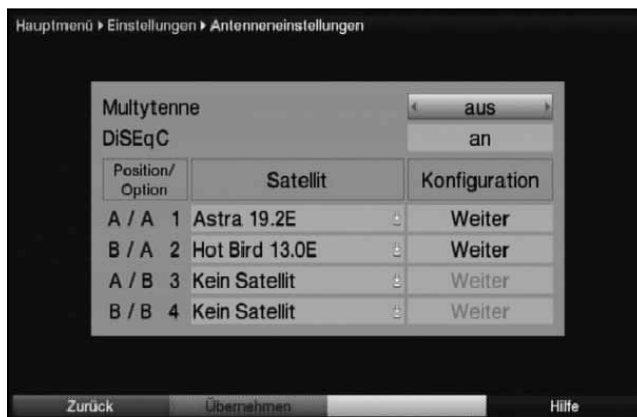 Hauptmenü ▸ Einstellungen ▸ Antenneneinstellungen
Multytenne aus
DiSEqC an
Position/ Option Satellit Konfiguration
A / A 1 Astra 19.2E Weiter
B / A 2 Hot Bird 13.0E Weiter
A / B 3 Kein Satellit Weiter
B / B 4 Kein Satellit Weiter
Zurück Übernehmen Hilfe